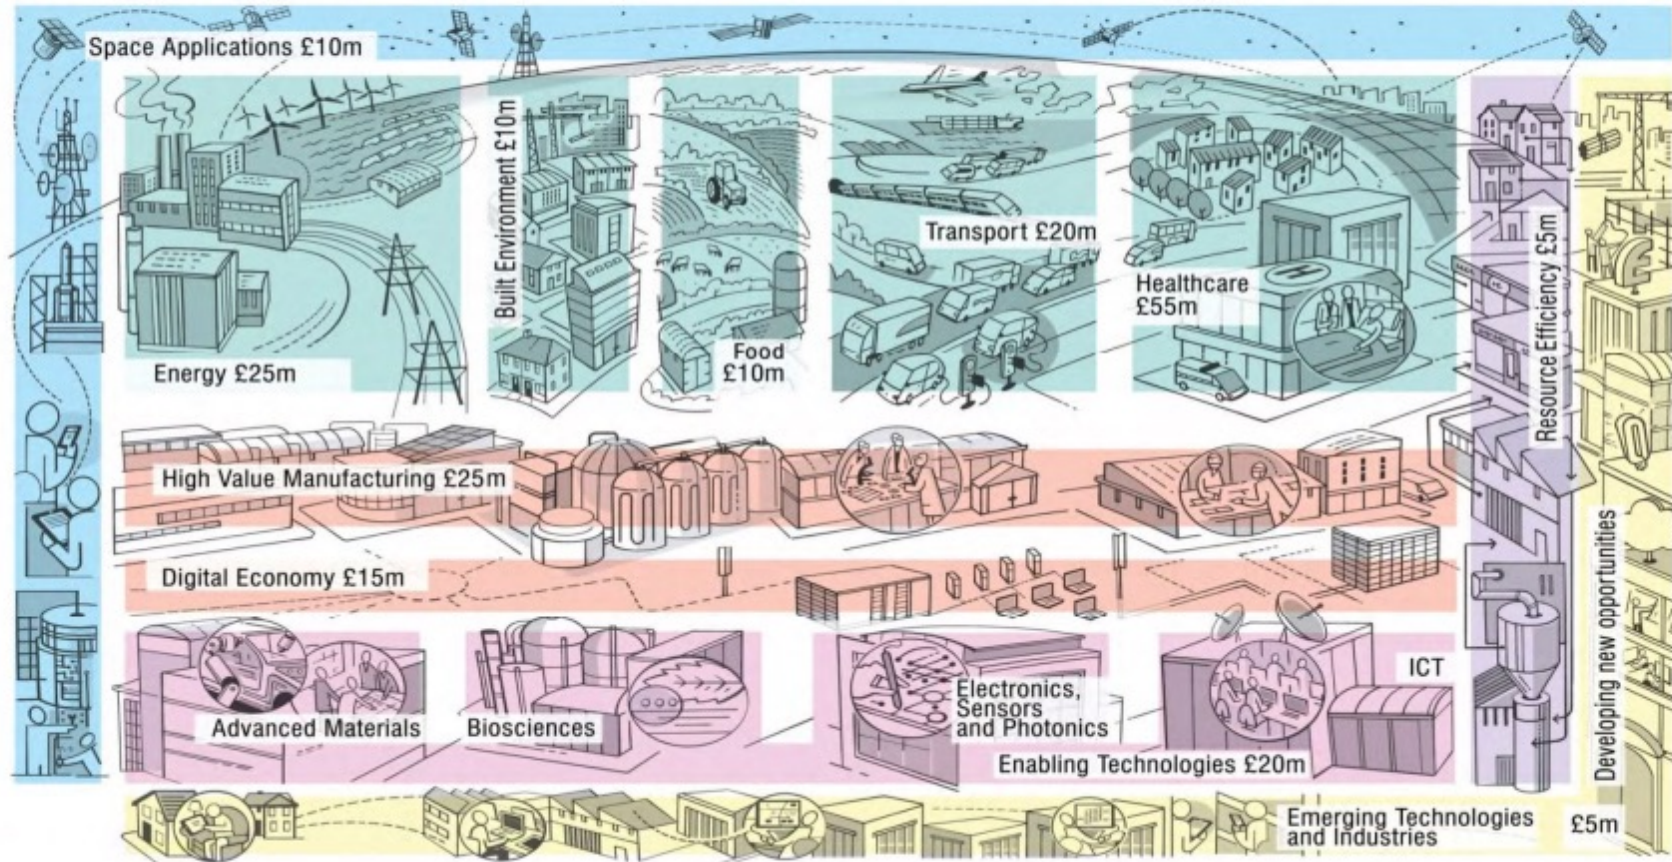 Space Applications £10m
Energy £25m
Built Environment £10m
Food
£10m
Transport £20m
Healthcare
£55m
Resource Efficiency £5m
High Value Manufacturing £25m
Digital Economy £15m
Advanced Materials
Biosciences
Electronics,
Sensors
and Photonics
ICT
Enabling Technologies £20m
Developing new opportunities
Emerging Technologies
and Industries
£5m
H
£